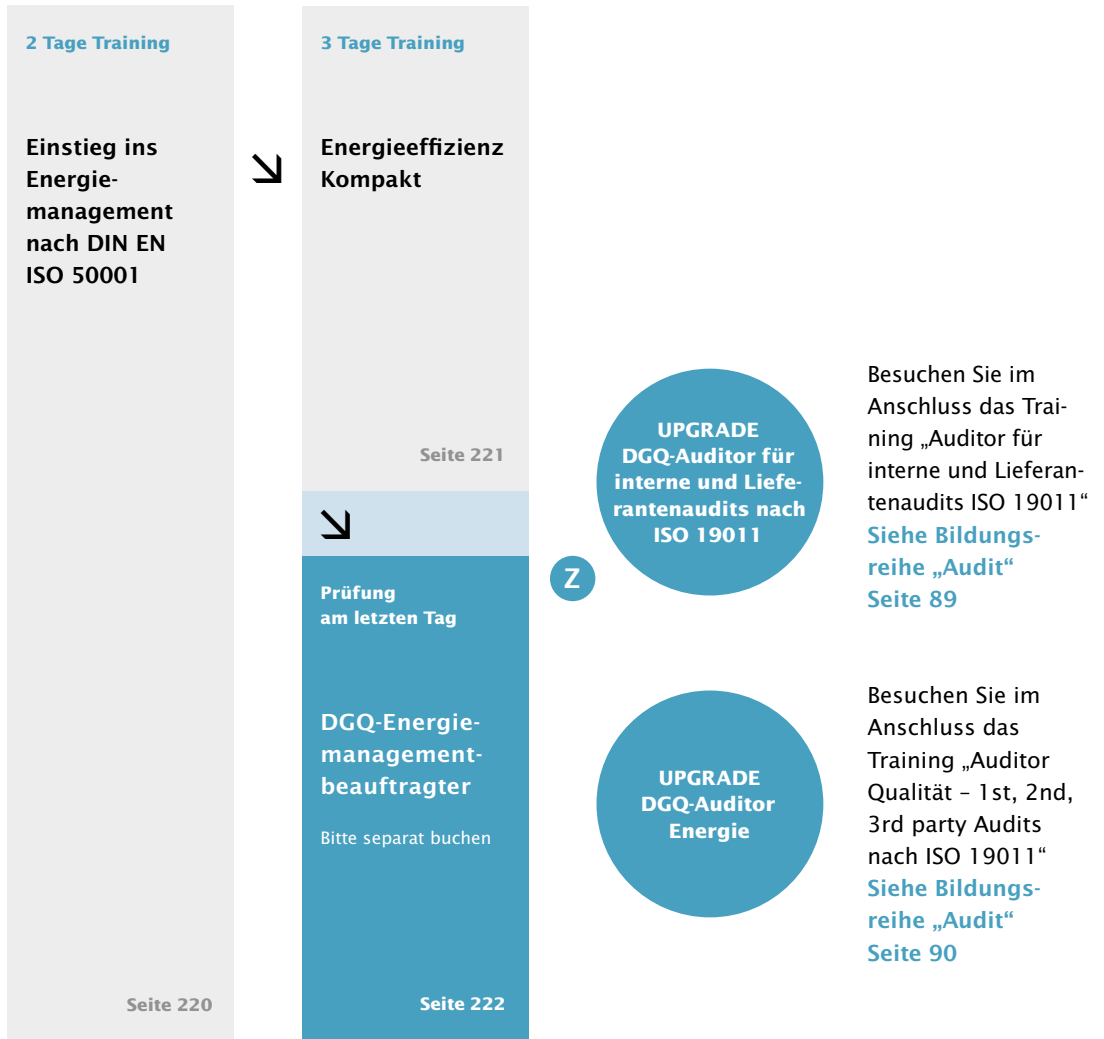 2 Tage Training
Einstieg ins
Energie-
management
nach DIN EN
ISO 50001
Seite 220
3 Tage Training
Energieeffizienz
Kompakt
Seite 221
Prüfung
am letzten Tag
DGQ-Energie-
management-
beauftragter
Bitte separat buchen
Seite 222
Z
UPGRADE
DGQ-Auditor für
interne und Liefe-
rantenaudits nach
ISO 19011
Besuchen Sie im
Anschluss das Trai-
ning „Auditor für
interne und Lieferan-
tenaudits ISO 19011“
Siehe Bildungs-
reihe „Audit“
Seite 89
UPGRADE
DGQ-Auditor
Energie
Besuchen Sie im
Anschluss das
Training „Auditor
Qualität – 1st, 2nd,
3rd party Audits
nach ISO 19011“
Siehe Bildungs-
reihe „Audit“
Seite 90